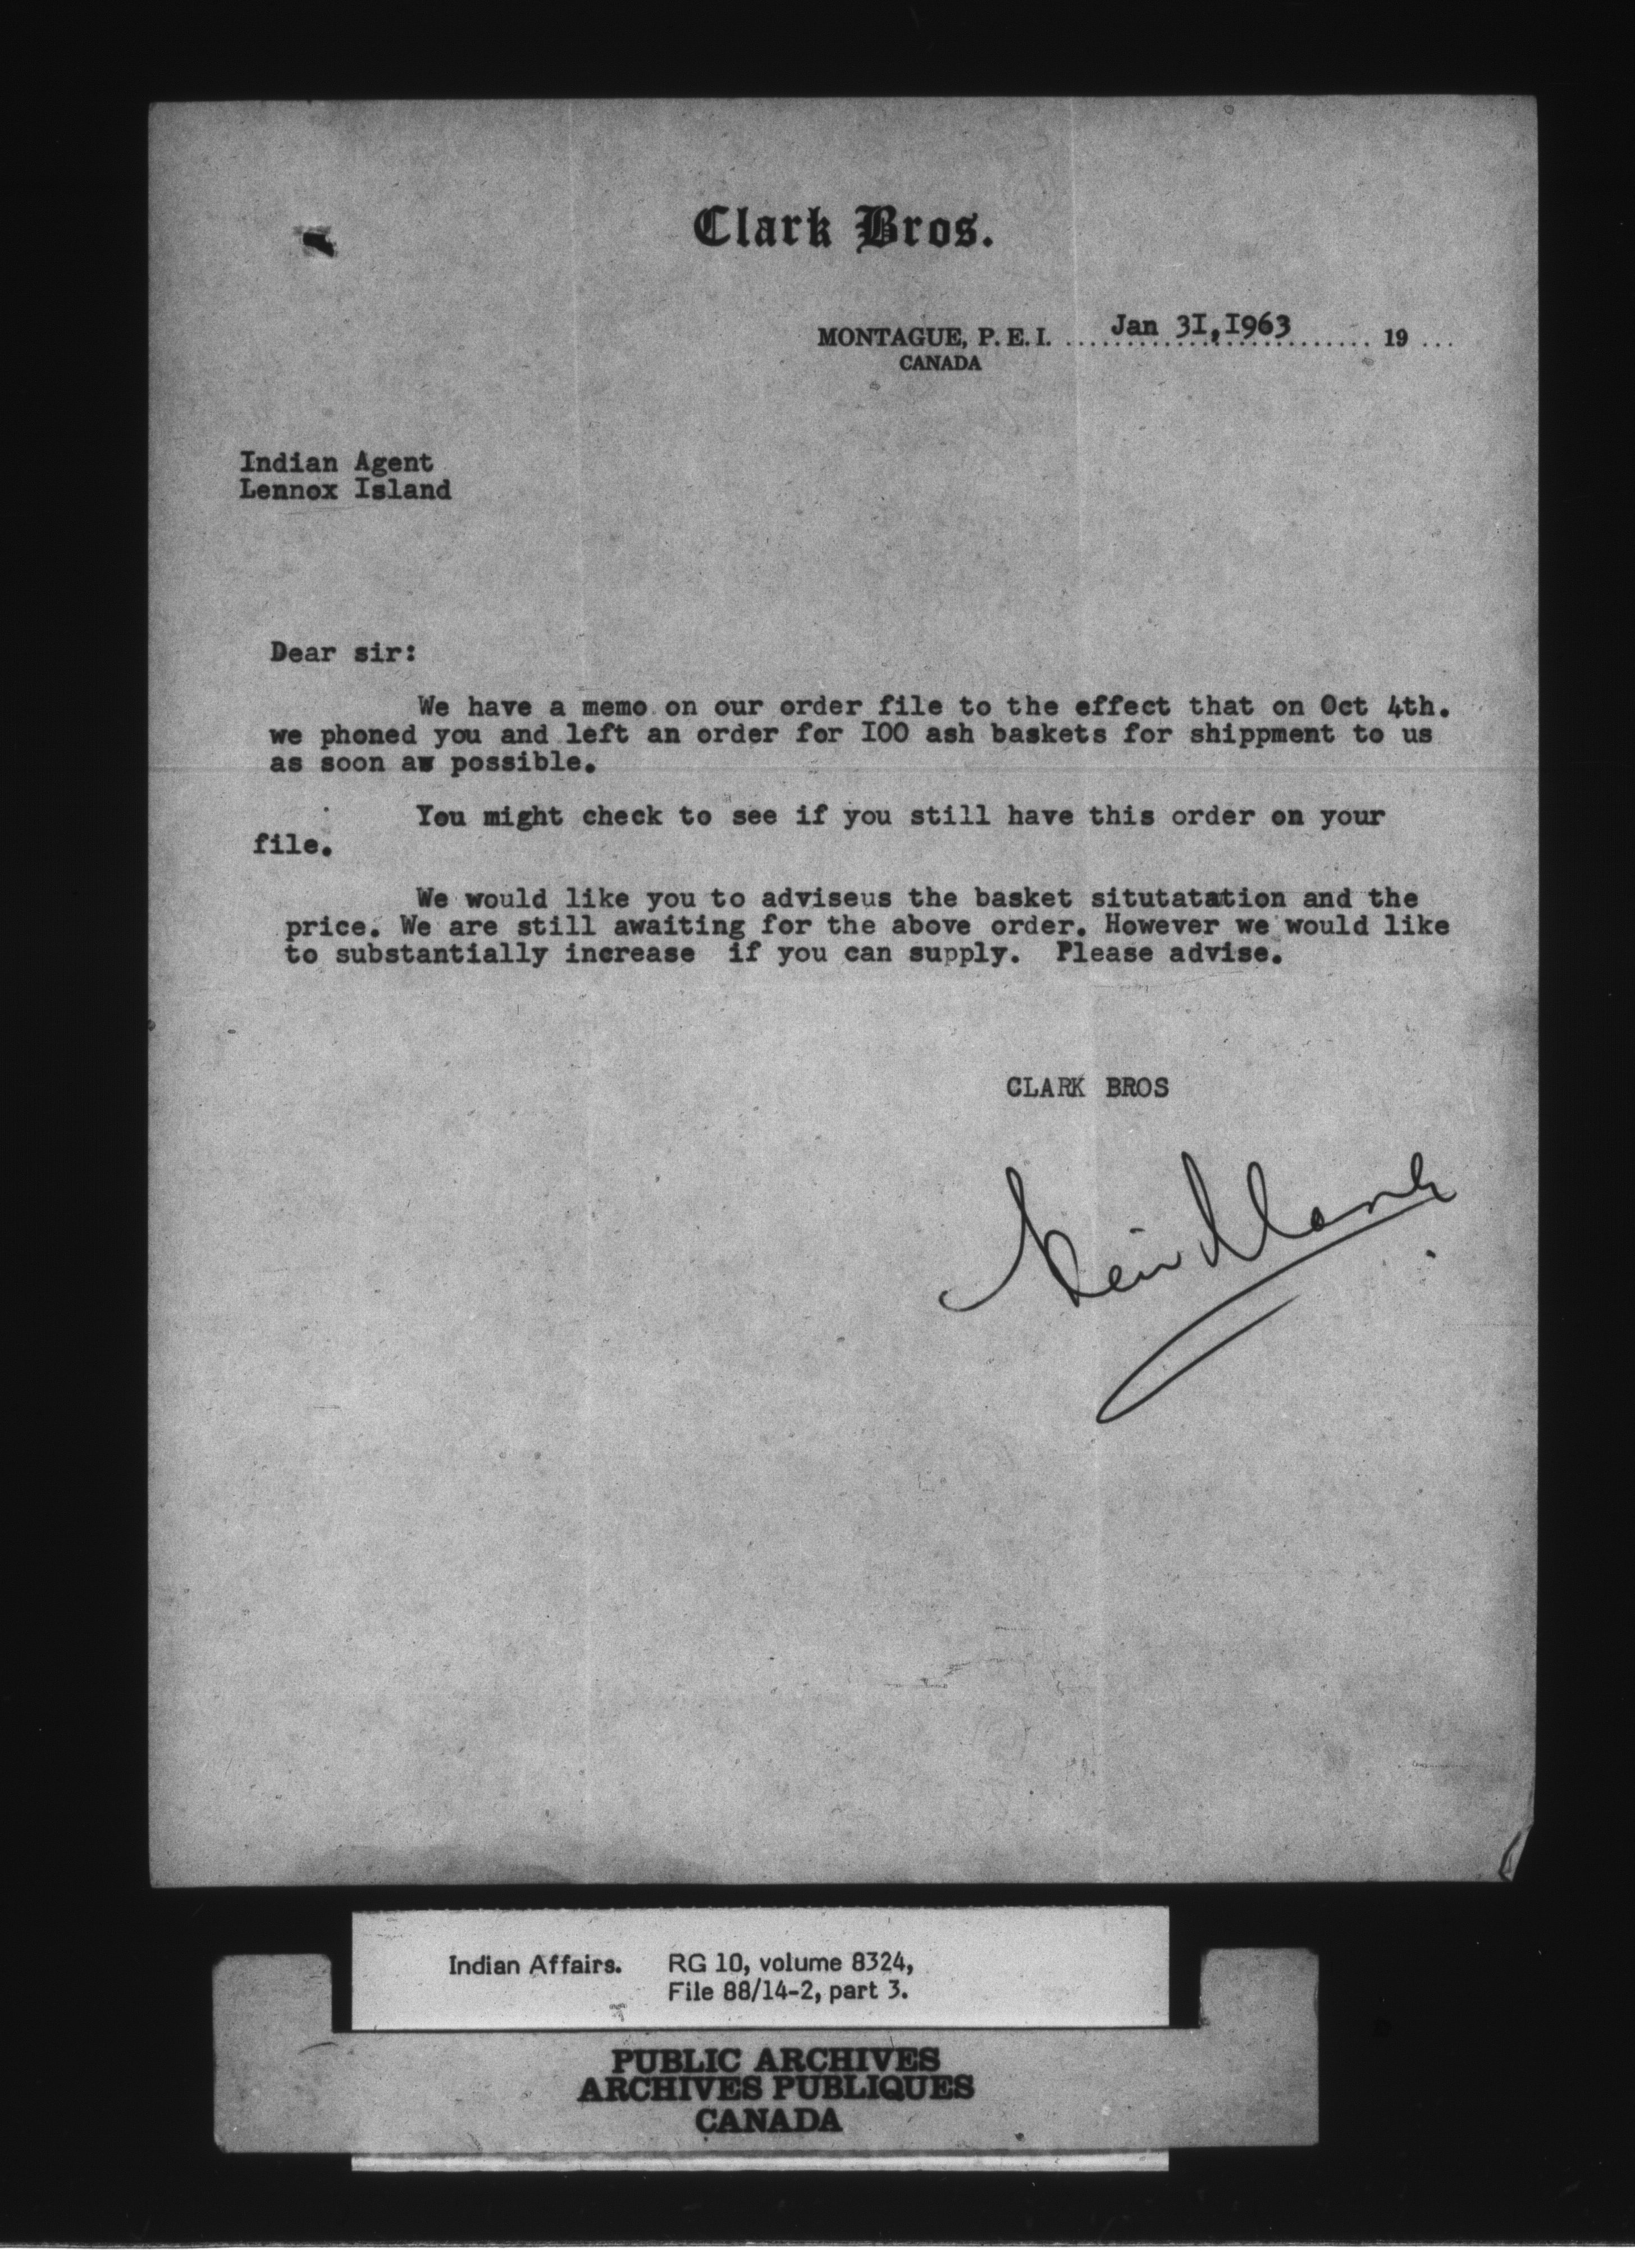 Clark Bros.
MONTAGUE, P. E. I. ........Jan 3I,I963........ 19 ...
CANADA
Indian Agent
Lennox Island
Dear sir:
We have a memo on our order file to the effect that on Oct 4th.
we phoned you and left an order for I00 ash baskets for shippment to us
as soon aw possible.
You might check to see if you still have this order on your
file.
We would like you to adviseus the basket situtatation and the
price. We are still awaiting for the above order. However we would like
to substantially increase if you can supply. Please advise.
CLARK BROS
Indian Affairs. RG 10, volume 8324,
File 88/14-2, part 3.
PUBLIC ARCHIVES
ARCHIVES PUBLIQUES
CANADA